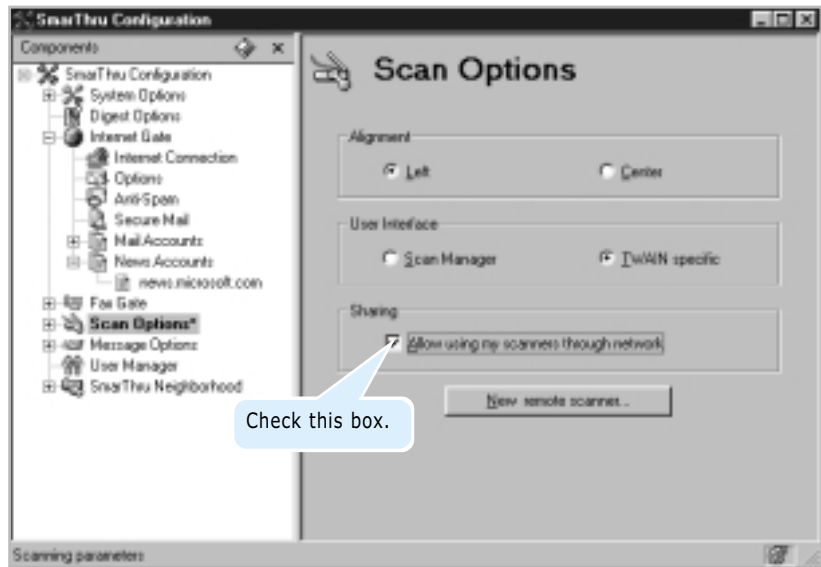 SmarThru Configuration
Components
SmarThru Configuration
System Options
Digest Options
Internet Gate
Internet Connection
Options
Anti-Spam
Secure Mail
Mail Accounts
News Accounts
news.microsoft.com
Fax Gate
Scan Options*
Message Options
User Manager
SmarThru Neighborhood
Scan Options
Alignment
Left
Center
User Interface
Scan Manager
TWAIN specific
Sharing
Allow using my scanners through network
New remote scanner...
Check this box.
Scanning parameters